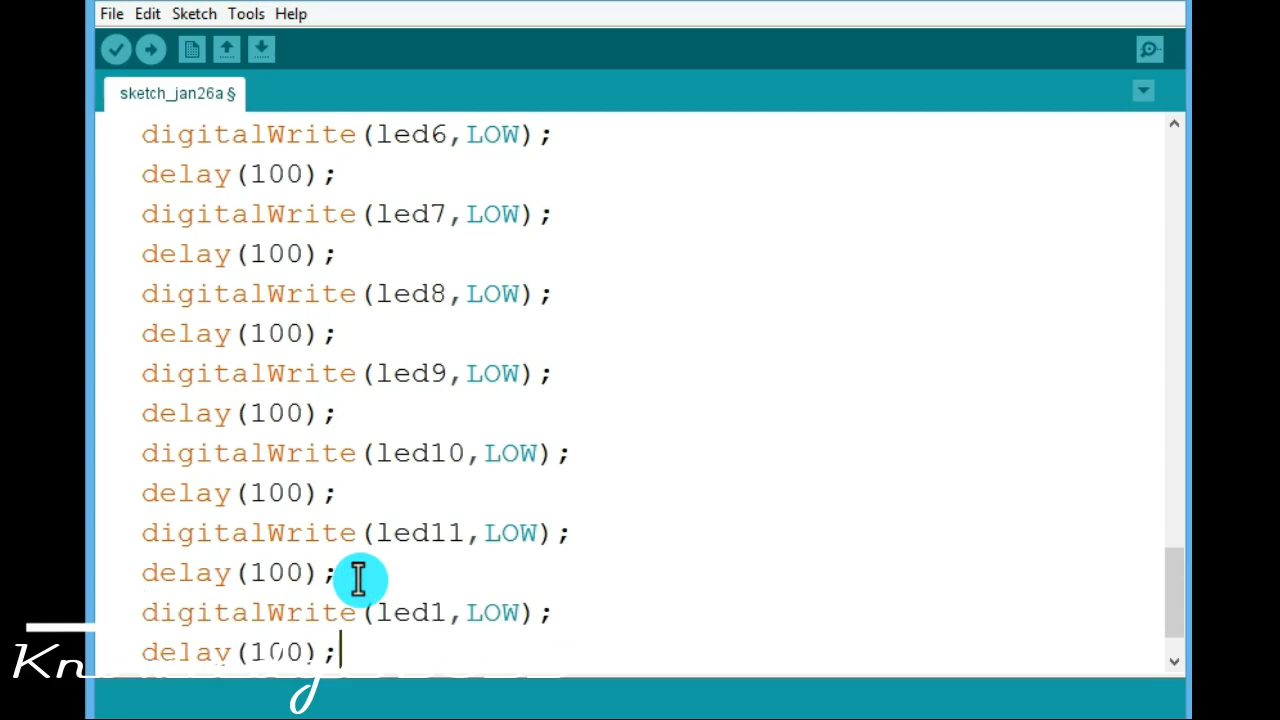 File Edit Sketch Tools Help
sketch_jan26a §
digitalWrite(led6,LOW);
delay(100);
digitalWrite(led7,LOW);
delay(100);
digitalWrite(led8,LOW);
delay(100);
digitalWrite(led9,LOW);
delay(100);
digitalWrite(led10,LOW);
delay(100);
digitalWrite(led11,LOW);
delay(100);
digitalWrite(led1,LOW);
delay(100);